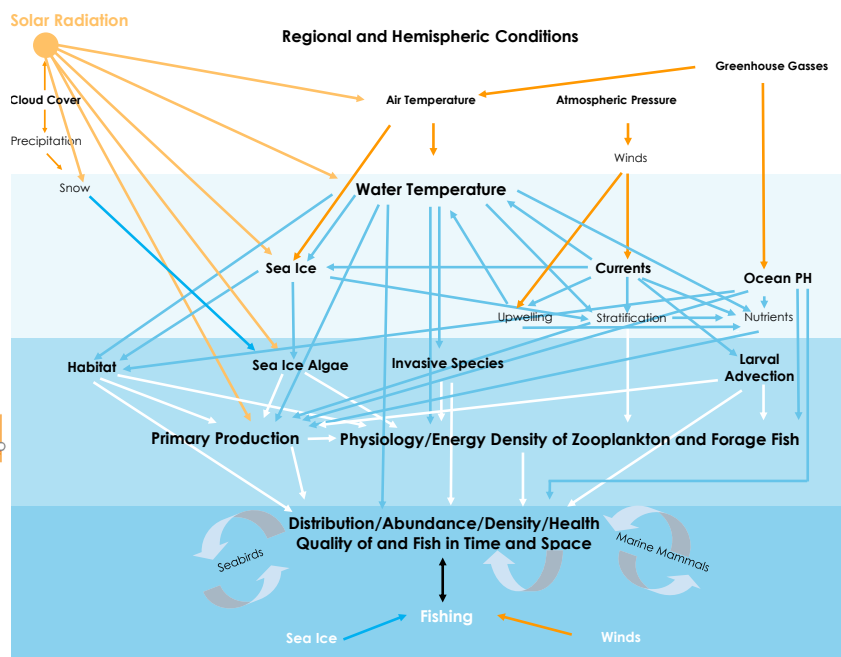 Solar Radiation
Regional and Hemispheric Conditions
Greenhouse Gasses
Cloud Cover
Air Temperature
Atmospheric Pressure
Precipitation
Winds
Snow
Water Temperature
Sea Ice
Currents
Ocean PH
Upwelling
Stratification
Nutrients
Habitat
Sea Ice Algae
Invasive Species
Larval
Advection
Primary Production
Physiology/Energy Density of Zooplankton and Forage Fish
Distribution/Abundance/Density/Health
Quality of and Fish in Time and Space
Seabirds
Marine Mammals
Fishing
Sea Ice
Winds